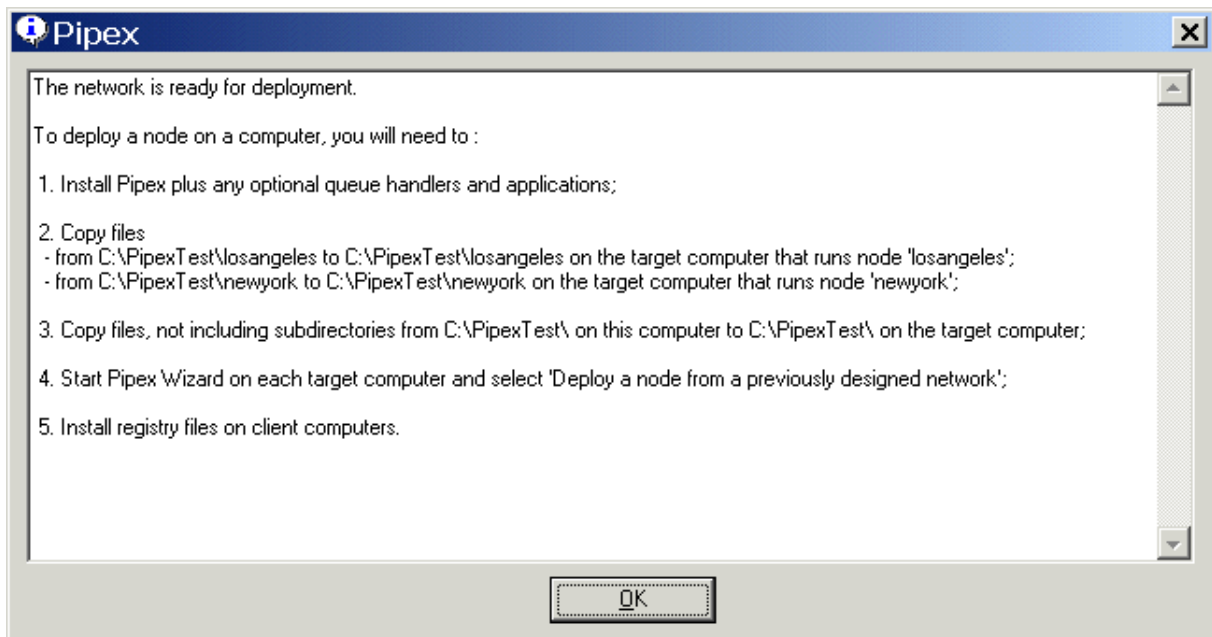 Pipex
The network is ready for deployment.
To deploy a node on a computer, you will need to :
1. Install Pipex plus any optional queue handlers and applications;
2. Copy files
- from C:\PipexTest\losangeles to C:\PipexTest\losangeles on the target computer that runs node 'losangeles';
- from C:\PipexTest\newyork to C:\PipexTest\newyork on the target computer that runs node 'newyork';
3. Copy files, not including subdirectories from C:\PipexTest\ on this computer to C:\PipexTest\ on the target computer;
4. Start Pipex Wizard on each target computer and select 'Deploy a node from a previously designed network';
5. Install registry files on client computers.
OK